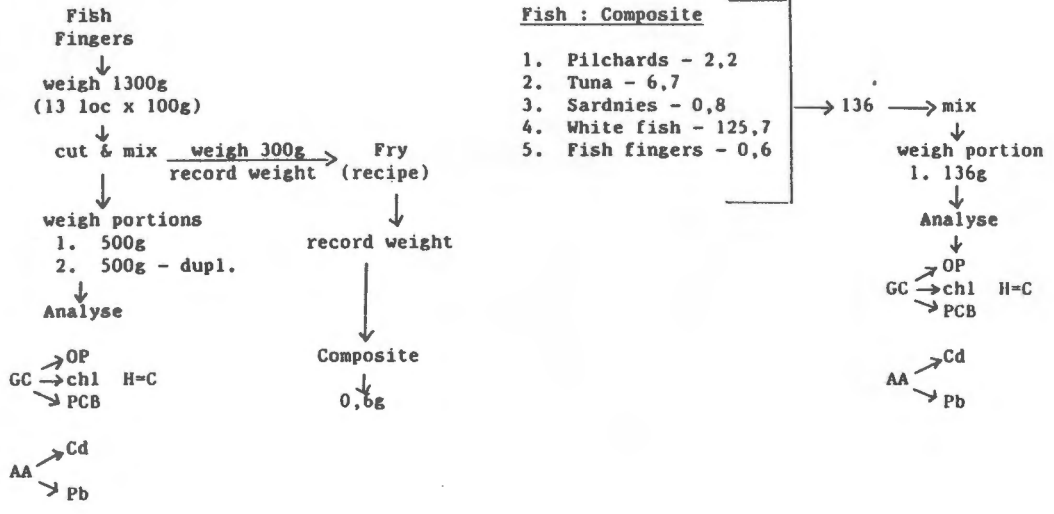 Fish
Fingers
weigh 1300g
(13 loc x 100g)
cut & mix
weigh 300g
record weight
Fry
(recipe)
weigh portions
1. 500g
2. 500g - dupl.
Analyse
GC
OP
chl H=C
PCB
AA
Cd
Pb
record weight
Composite
0,6g
Fish : Composite
1. Pilchards - 2,2
2. Tuna - 6,7
3. Sardnies - 0,8
4. White fish - 125,7
5. Fish fingers - 0,6
136
mix
weigh portion
1. 136g
Analyse
GC
OP
chl H=C
PCB
AA
Cd
Pb